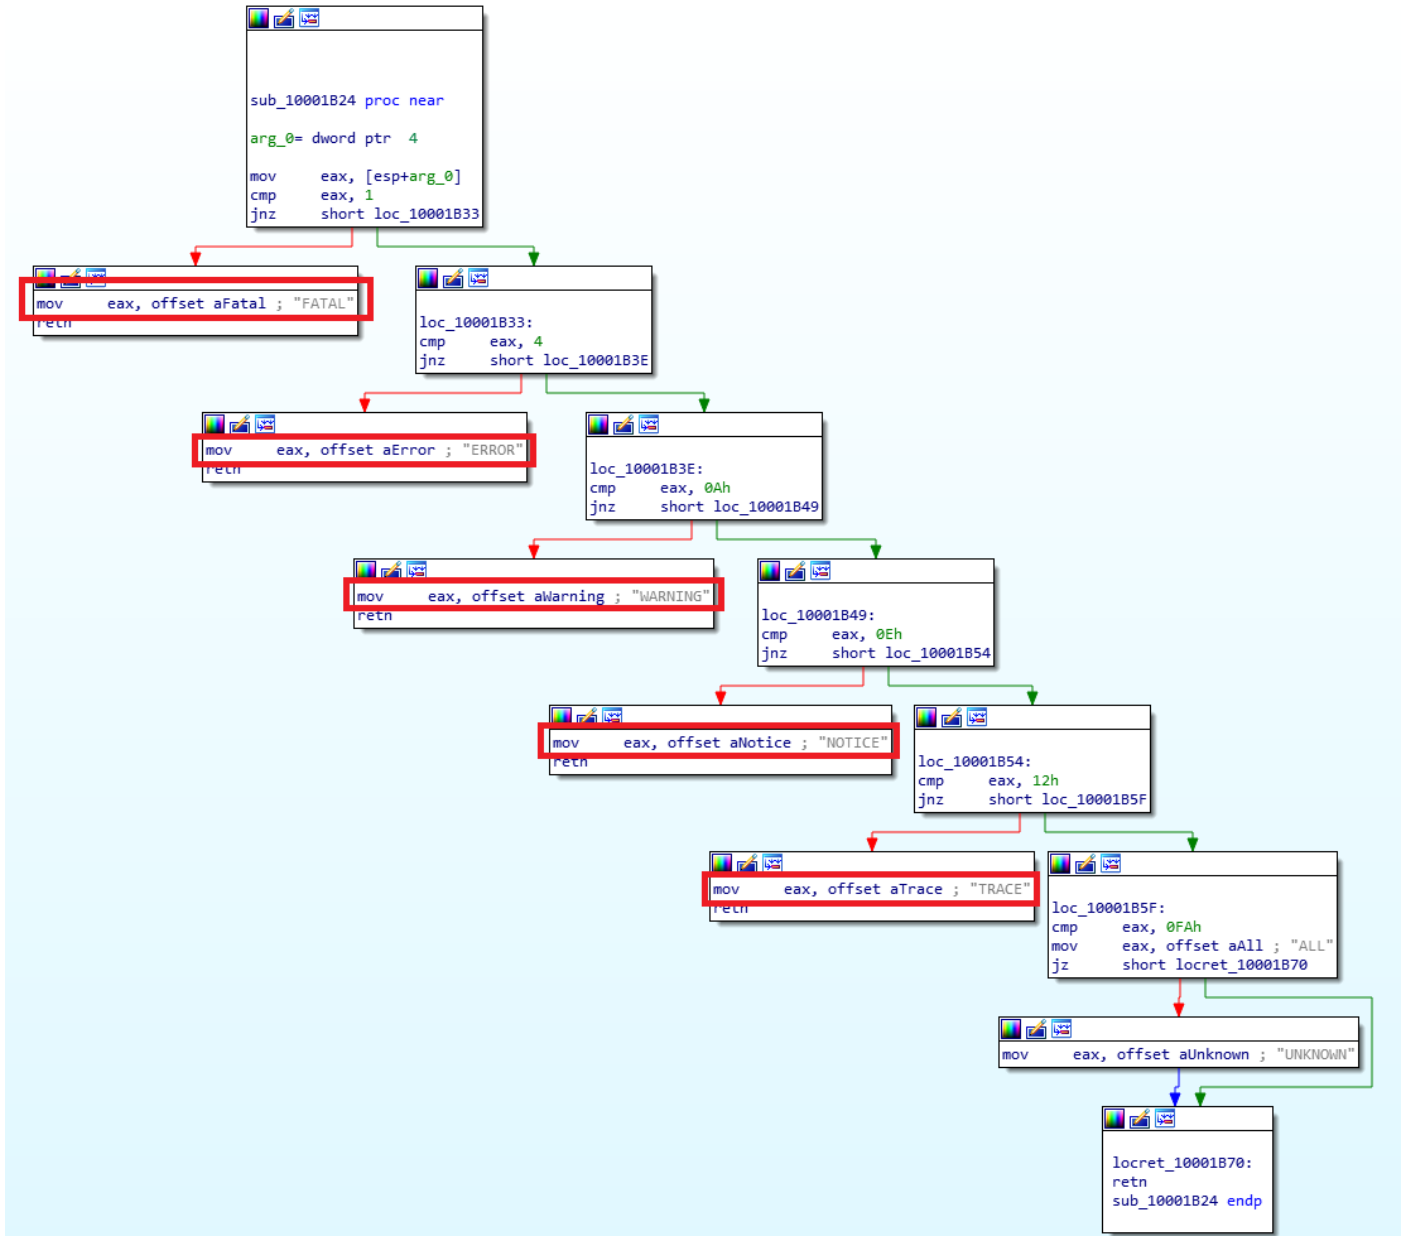 sub_10001B24 proc near
arg_0= dword ptr  4
mov     eax, [esp+arg_0]
cmp     eax, 1
jnz     short loc_10001B33
mov     eax, offset aFatal ; "FATAL"
retn
loc_10001B33:
cmp     eax, 4
jnz     short loc_10001B3E
mov     eax, offset aError ; "ERROR"
retn
loc_10001B3E:
cmp     eax, 0Ah
jnz     short loc_10001B49
mov     eax, offset aWarning ; "WARNING"
retn
loc_10001B49:
cmp     eax, 0Eh
jnz     short loc_10001B54
mov     eax, offset aNotice ; "NOTICE"
retn
loc_10001B54:
cmp     eax, 12h
jnz     short loc_10001B5F
mov     eax, offset aTrace ; "TRACE"
retn
loc_10001B5F:
cmp     eax, 0FAh
mov     eax, offset aAll ; "ALL"
jz      short locret_10001B70
mov     eax, offset aUnknown ; "UNKNOWN"
locret_10001B70:
retn
sub_10001B24 endp